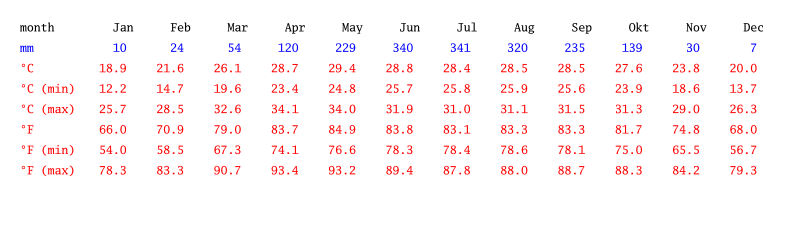 month Jan Feb Mar Apr May Jun Jul Aug Sep Okt Nov Dec
mm 10 24 54 120 229 340 341 320 235 139 30 7
°C 18.9 21.6 26.1 28.7 29.4 28.8 28.4 28.5 28.5 27.6 23.8 20.0
°C (min) 12.2 14.7 19.6 23.4 24.8 25.7 25.8 25.9 25.6 23.9 18.6 13.7
°C (max) 25.7 28.5 32.6 34.1 34.0 31.9 31.0 31.1 31.5 31.3 29.0 26.3
°F 66.0 70.9 79.0 83.7 84.9 83.8 83.1 83.3 83.3 81.7 74.8 68.0
°F (min) 54.0 58.5 67.3 74.1 76.6 78.3 78.4 78.6 78.1 75.0 65.5 56.7
°F (max) 78.3 83.3 90.7 93.4 93.2 89.4 87.8 88.0 88.7 88.3 84.2 79.3